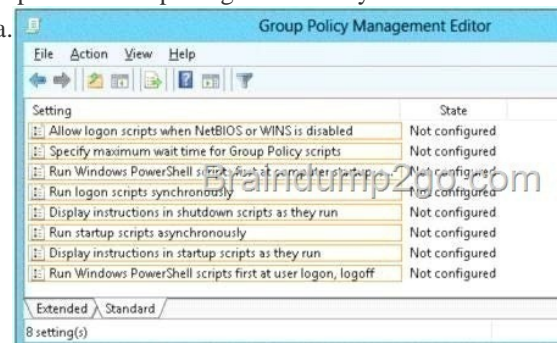 a.
Group Policy Management Editor
File Action View Help
Setting State
Allow logon scripts when NetBIOS or WINS is disabled Not configured
Specify maximum wait time for Group Policy scripts Not configured
Run Windows PowerShell scripts first at computer startup, Not configured
Braindump2go.com
Run logon scripts synchronously Not configured
Display instructions in shutdown scripts as they run Not configured
Run startup scripts asynchronously Not configured
Display instructions in startup scripts as they run Not configured
Run Windows PowerShell scripts first at user logon, logoff Not configured
Extended Standard
8 setting(s)